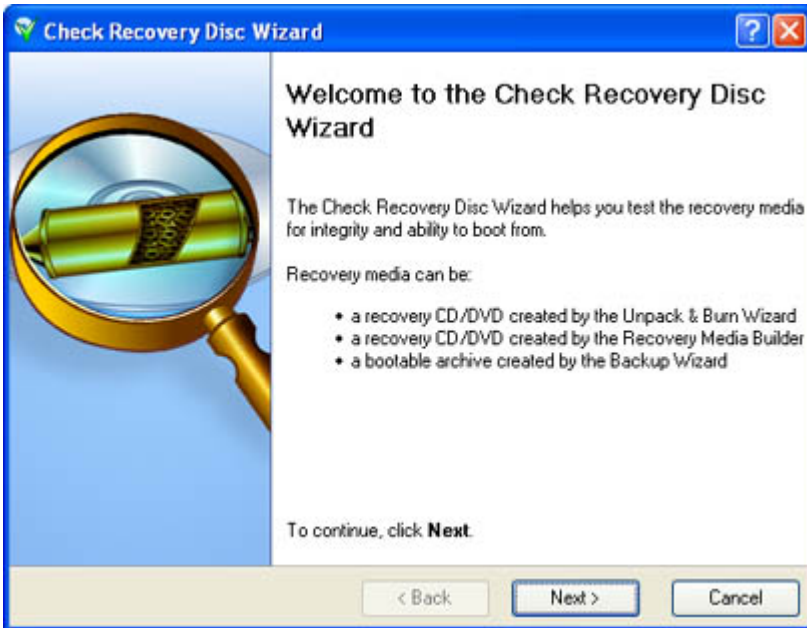 Check Recovery Disc Wizard
Welcome to the Check Recovery Disc
Wizard
The Check Recovery Disc Wizard helps you test the recovery media
for integrity and ability to boot from.
Recovery media can be:
• a recovery CD/DVD created by the Unpack & Burn Wizard
• a recovery CD/DVD created by the Recovery Media Builder
• a bootable archive created by the Backup Wizard
To continue, click Next.
< Back
Next >
Cancel